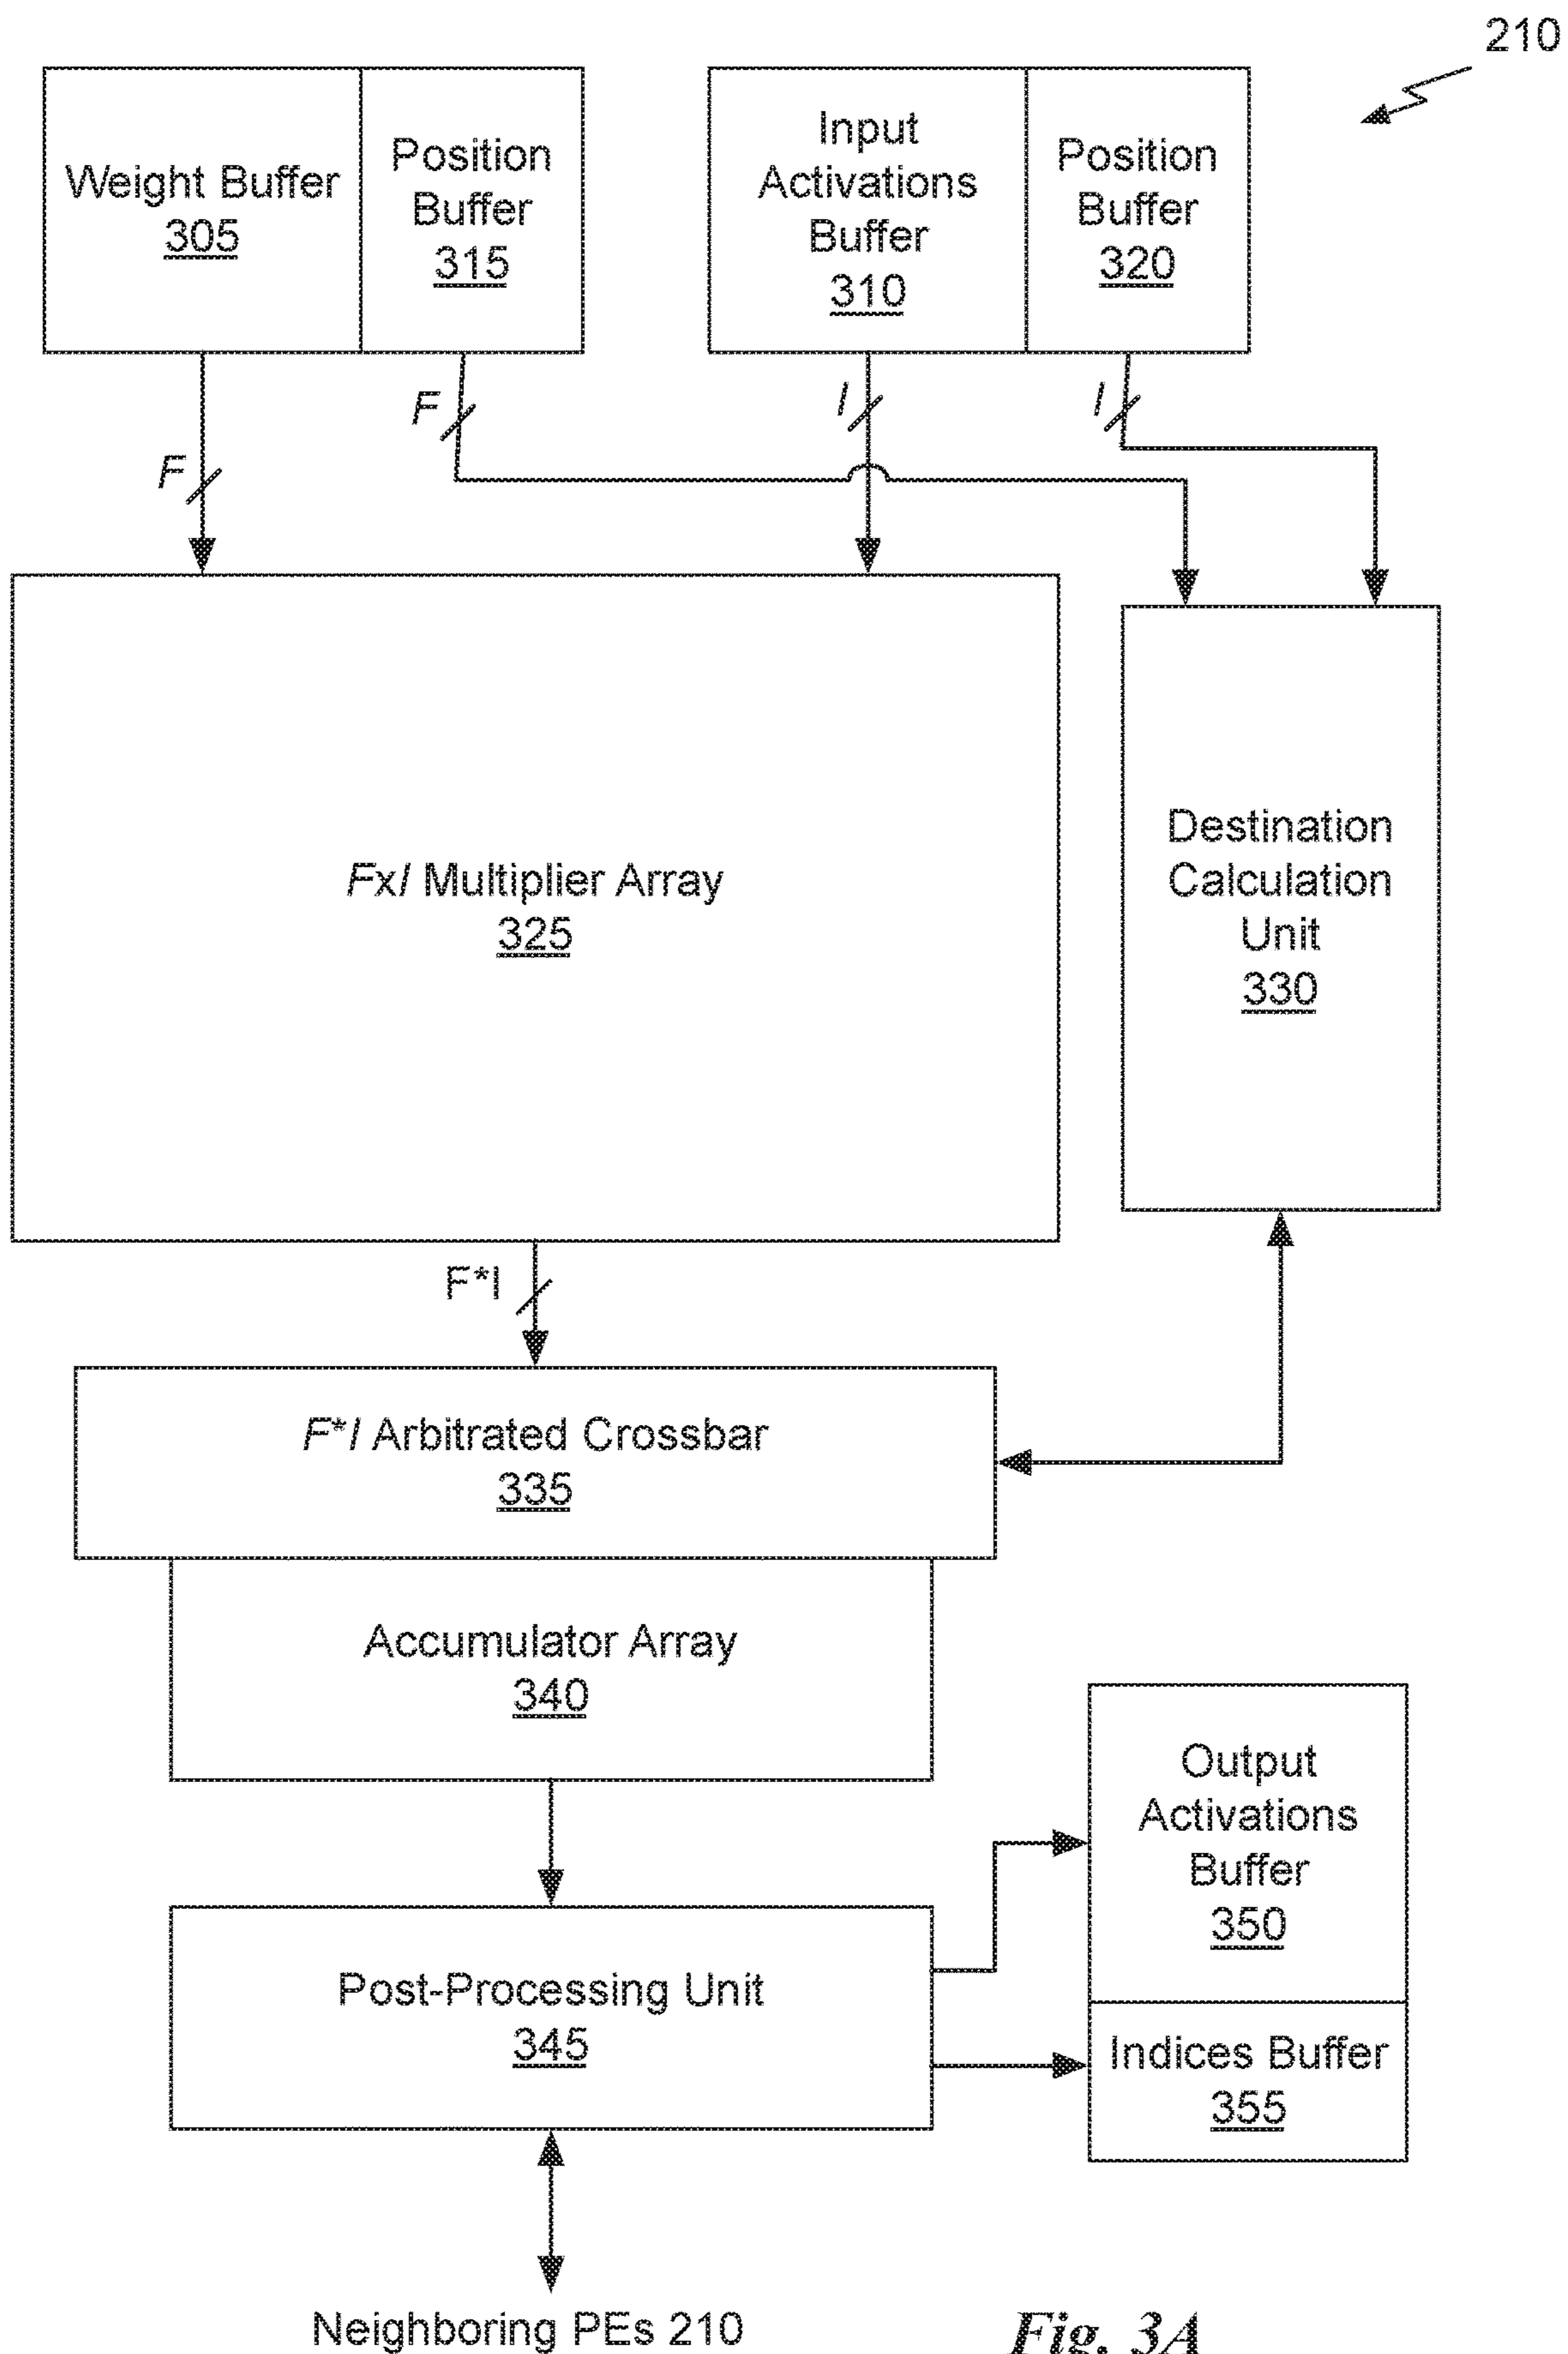 210
Weight Buffer
305
Position
Buffer
315
Input
Activations
Buffer
310
Position
Buffer
320
F
F
I
I
FxI Multiplier Array
325
Destination
Calculation
Unit
330
F*I
F*I Arbitrated Crossbar
335
Accumulator Array
340
Output
Activations
Buffer
350
Post-Processing Unit
345
Indices Buffer
355
Neighboring PEs 210
Fig. 3A